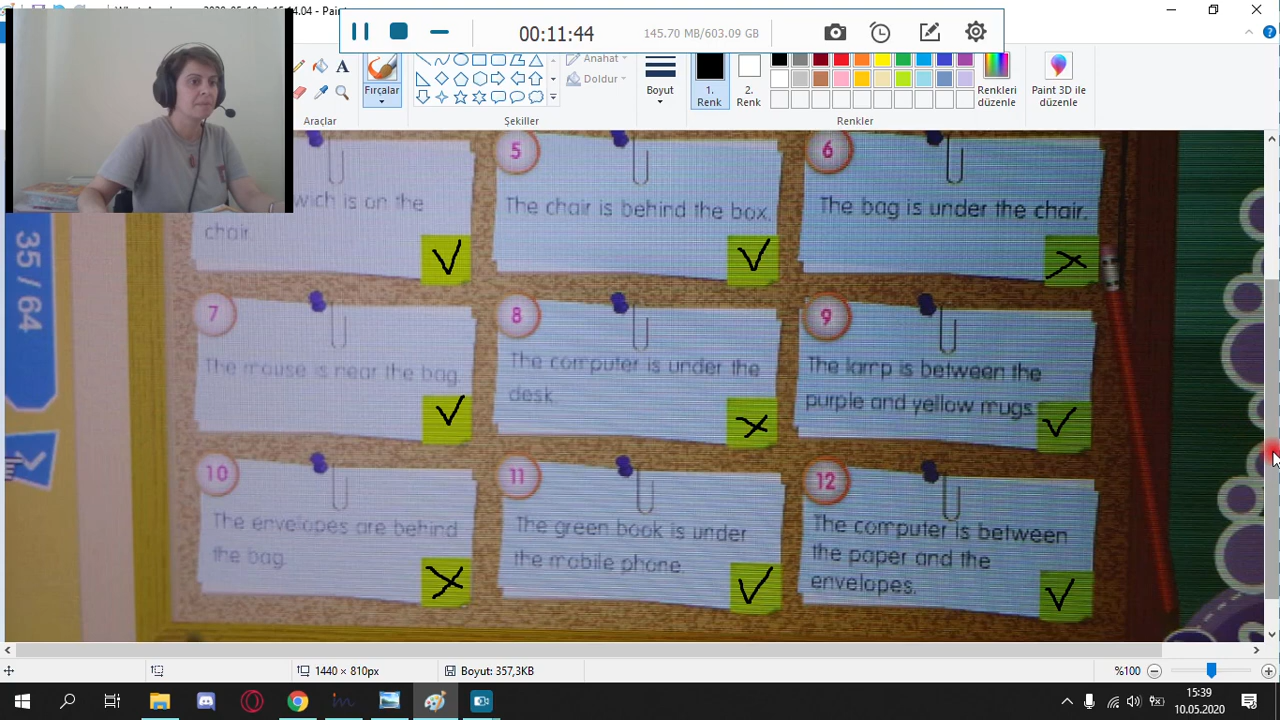 - Paint
00:11:44
145.70 MB/603.09 GB
Anahat
Doldur
Fırçalar
Boyut
1.
Renk
2.
Renk
Renkleri
düzenle
Paint 3D ile
düzenle
Araçlar
Şekiller
Renkler
is on the
chair.
5
The chair is behind the box.
6
The bag is under the chair.
7
The mouse is near the bag.
8
The computer is under the
desk.
9
The lamp is between the
purple and yellow mugs.
10
The envelopes are behind
the bag.
11
The green book is under
the mobile phone.
12
The computer is between
the paper and the
envelopes.
35 / 64
1440 × 810px
Boyut: 357,3KB
%100
15:39
10.05.2020